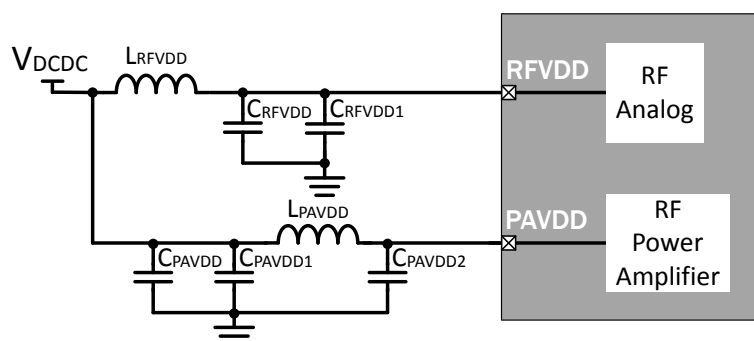 VDCDC
LRFVDD
CRFVDD
CRFVDD1
RFVDD
RF
Analog
LPAVDD
CPAVDD
CPAVDD1
CPAVDD2
PAVDD
RF
Power
Amplifier